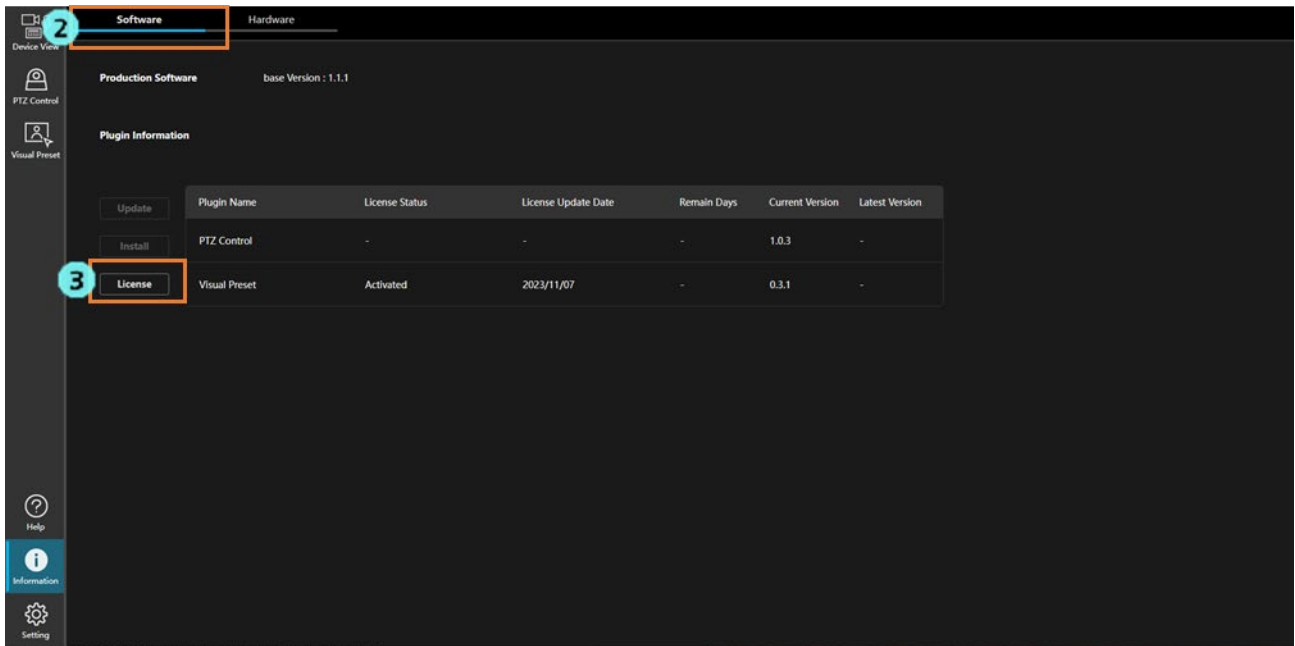 2
Software
Hardware
Device View
PTZ Control
Visual Preset
Production Software
base Version : 1.1.1
Plugin Information
Update
Install
3
License
Plugin Name
License Status
License Update Date
Remain Days
Current Version
Latest Version
PTZ Control
-
-
-
1.0.3
-
Visual Preset
Activated
2023/11/07
-
0.3.1
-
Help
Information
Setting